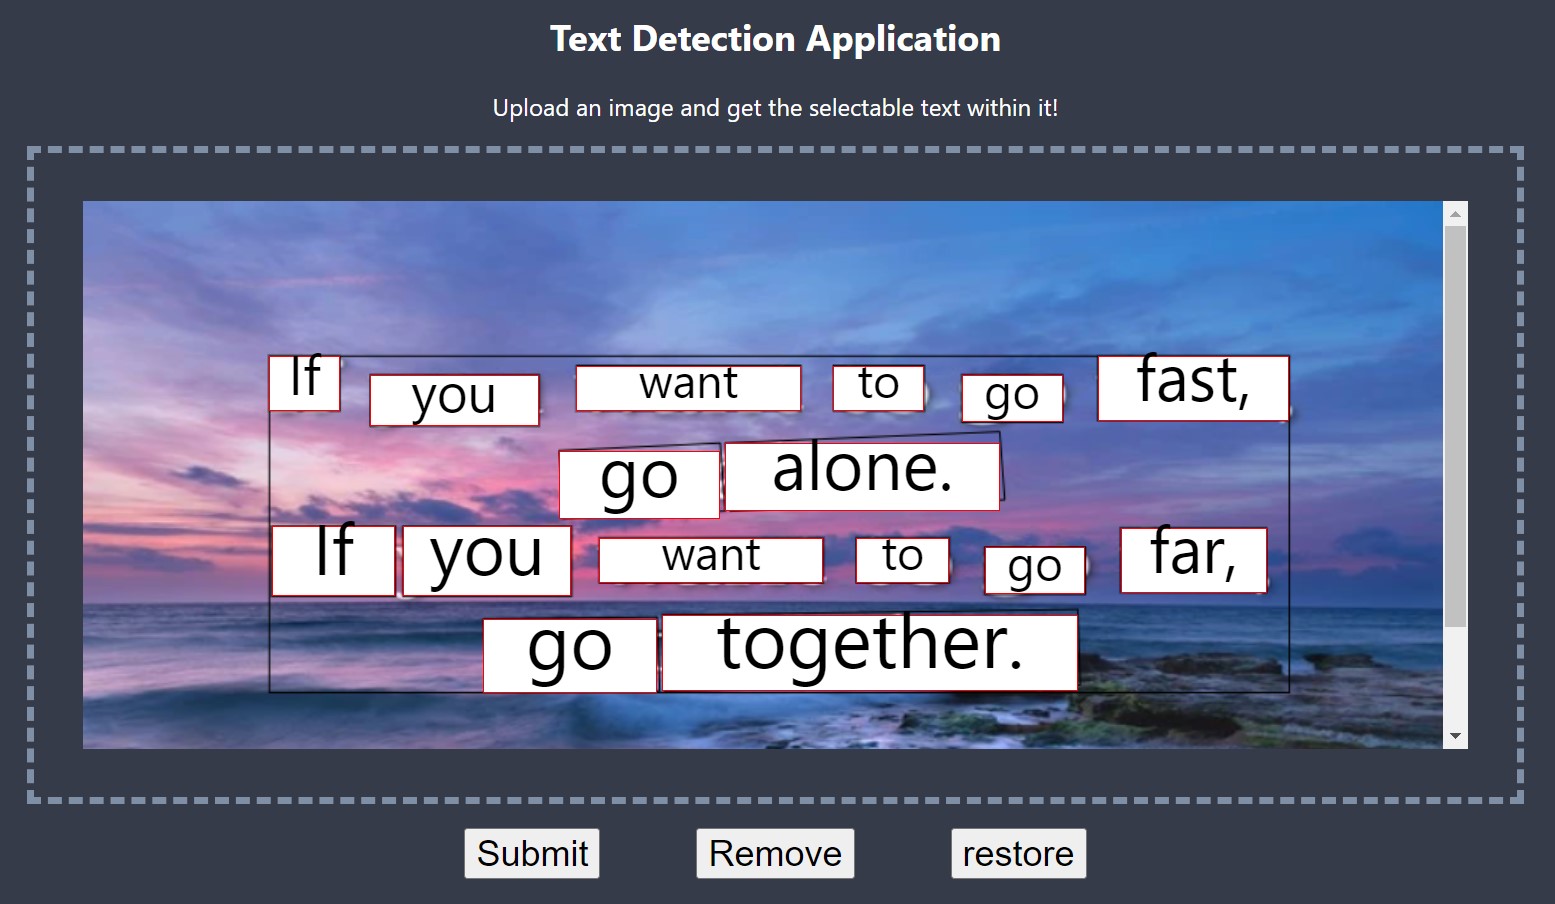 Text Detection Application
Upload an image and get the selectable text within it!
If you want to go fast,
go alone.
If you want to go far,
go together.
Submit Remove restore